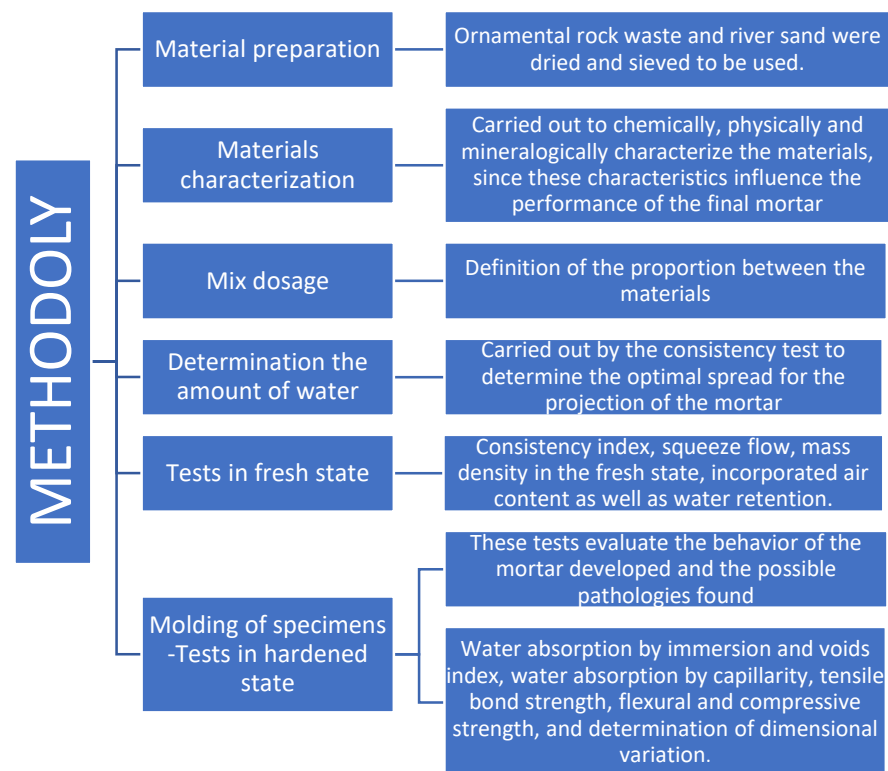 METHODOLY
Material preparation
Ornamental rock waste and river sand were
dried and sieved to be used.
Materials
characterization
Carried out to chemically, physically and
mineralogically characterize the materials,
since these characteristics influence the
performance of the final mortar
Mix dosage
Definition of the proportion between the
materials
Determination the
amount of water
Carried out by the consistency test to
determine the optimal spread for the
projection of the mortar
Tests in fresh state
Consistency index, squeeze flow, mass
density in the fresh state, incorporated air
content as well as water retention.
Molding of specimens
-Tests in hardened
state
These tests evaluate the behavior of the
mortar developed and the possible
pathologies found
Water absorption by immersion and voids
index, water absorption by capillarity, tensile
bond strength, flexural and compressive
strength, and determination of dimensional
variation.